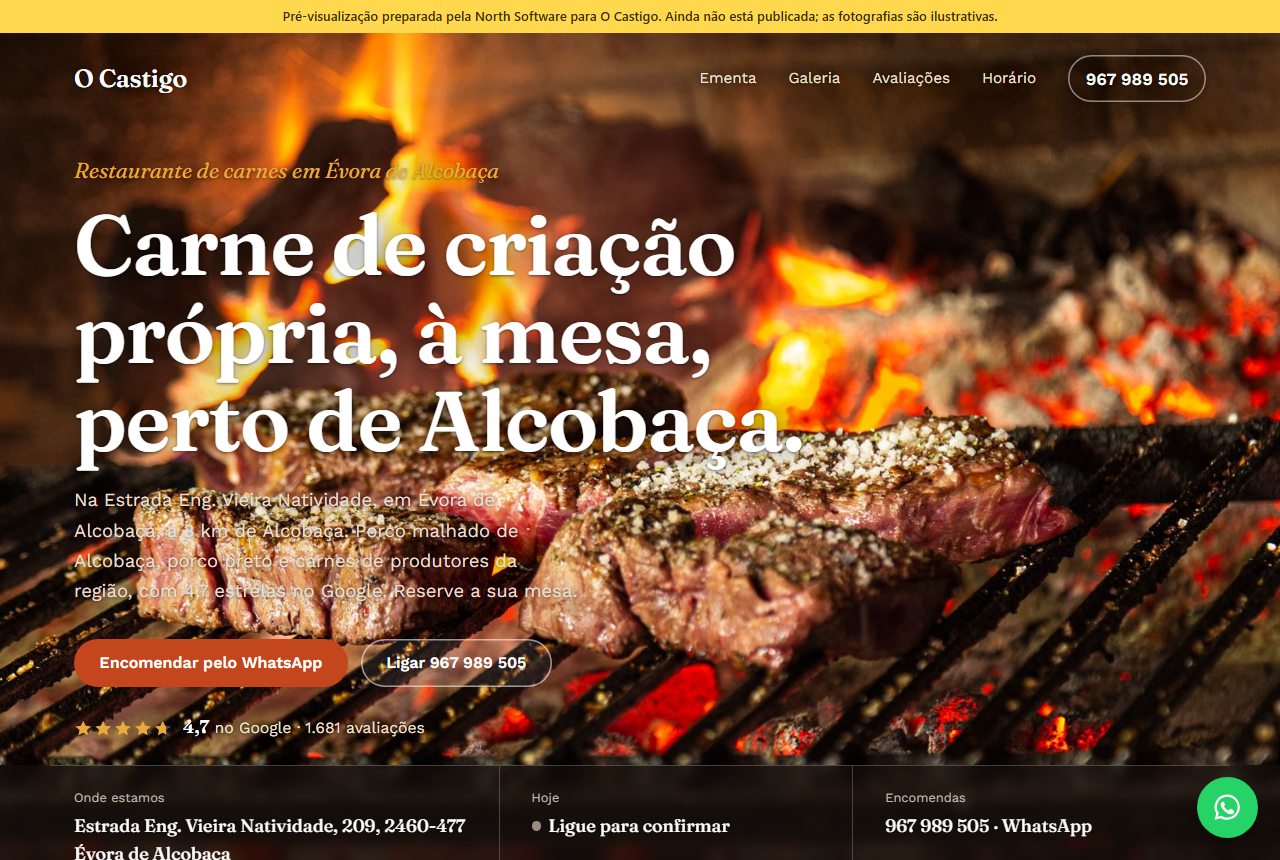 Pré-visualização preparada pela North Software para O Castigo. Ainda não está publicada; as fotografias são ilustrativas.
O Castigo
Ementa
Galeria
Avaliações
Horário
967 989 505
Restaurante de carnes em Évora de Alcobaça
Carne de criação
própria, à mesa,
perto de Alcobaça.
Na Estrada Eng. Vieira Natividade, em Évora de
Alcobaça, a 8 km de Alcobaça. Porco malhado de
Alcobaça, porco preto e carnes de produtores da
região, com 4,7 estrelas no Google. Reserve a sua mesa.
Encomendar pelo WhatsApp
Ligar 967 989 505
4,7 no Google · 1.681 avaliações
Onde estamos
Estrada Eng. Vieira Natividade, 209, 2460-477
Évora de Alcobaça
Hoje
Ligue para confirmar
Encomendas
967 989 505 · WhatsApp